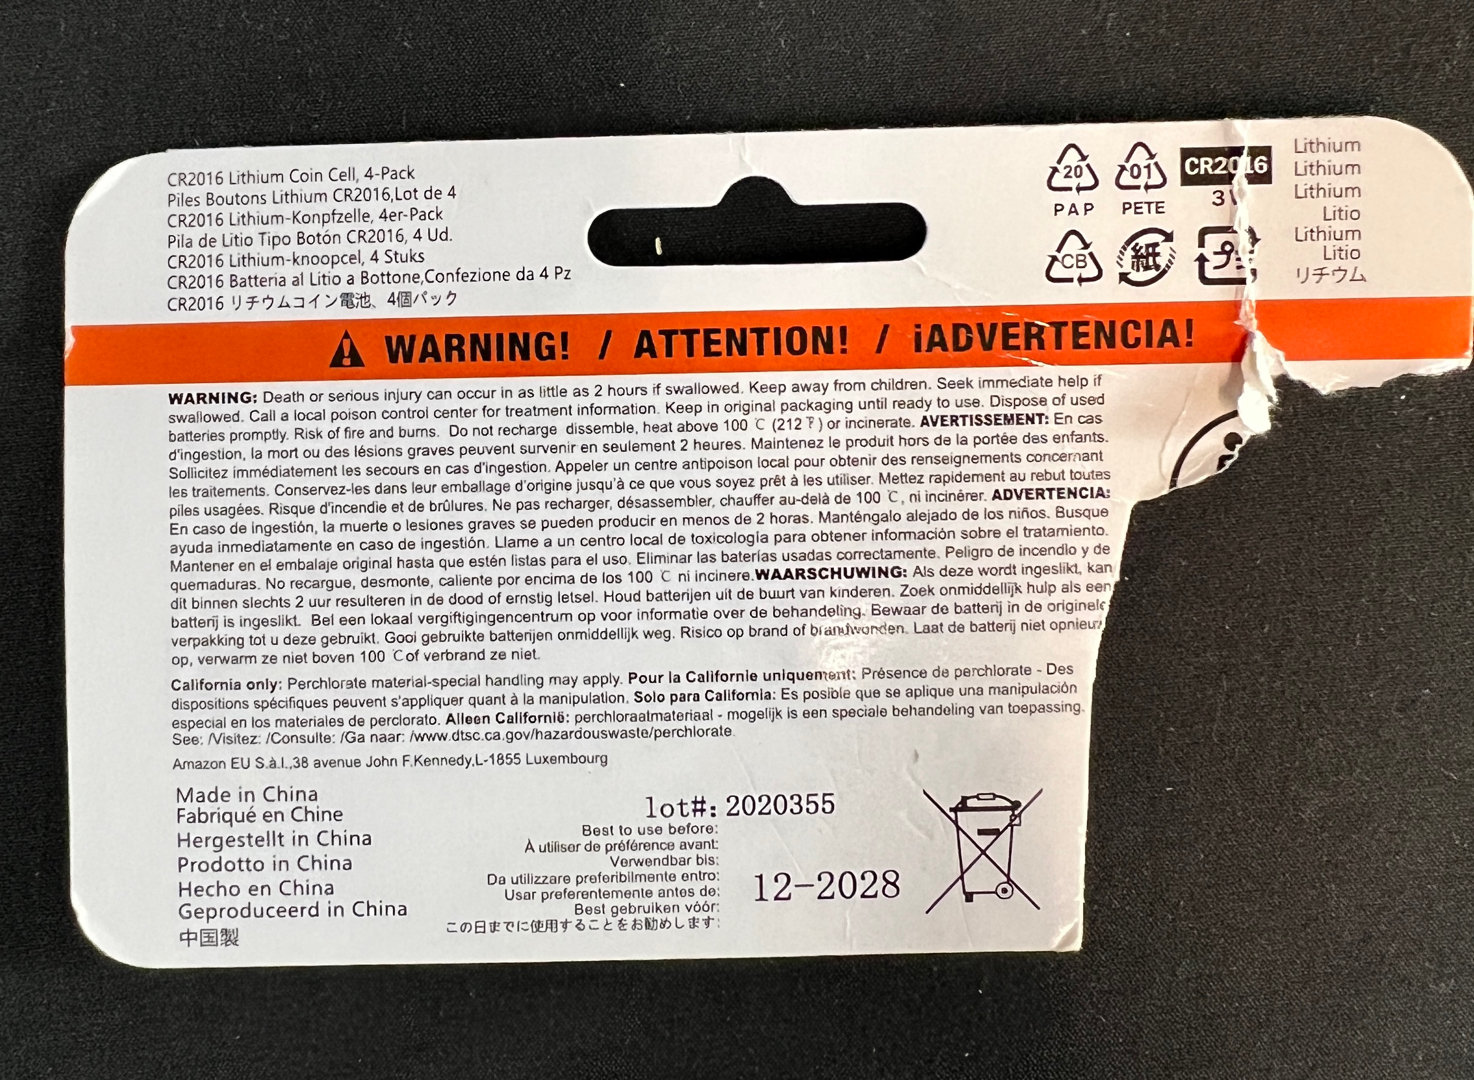 CR2016 Lithium Coin Cell, 4-Pack
Piles Boutons Lithium CR2016,Lot de 4
CR2016 Lithium-Konpfzelle, 4er-Pack
Pila de Litio Tipo Botón CR2016, 4 Ud.
CR2016 Lithium-knoopcel, 4 Stuks
CR2016 Batteria al Litio a Bottone,Confezione da 4 Pz
CR2016 リチウムコイン電池、4個パック
20
PAP
01
PETE
CR2016
3V
CB
紙
プラ
Lithium
Lithium
Lithium
Litio
Lithium
Litio
リチウム
WARNING! / ATTENTION! / ¡ADVERTENCIA!
WARNING: Death or serious injury can occur in as little as 2 hours if swallowed. Keep away from children. Seek immediate help if
swallowed. Call a local poison control center for treatment information. Keep in original packaging until ready to use. Dispose of used
batteries promptly. Risk of fire and burns. Do not recharge dissemble, heat above 100 ℃ (212 ℉) or incinerate. AVERTISSEMENT: En cas
d'ingestion, la mort ou des lésions graves peuvent survenir en seulement 2 heures. Maintenez le produit hors de la portée des enfants.
Sollicitez immédiatement les secours en cas d'ingestion. Appeler un centre antipoison local pour obtenir des renseignements concernant
les traitements. Conservez-les dans leur emballage d'origine jusqu'à ce que vous soyez prêt à les utiliser. Mettez rapidement au rebut toutes
piles usagées. Risque d'incendie et de brûlures. Ne pas recharger, désassembler, chauffer au-delà de 100 ℃, ni incinérer. ADVERTENCIA:
En caso de ingestión, la muerte o lesiones graves se pueden producir en menos de 2 horas. Manténgalo alejado de los niños. Busque
ayuda inmediatamente en caso de ingestión. Llame a un centro local de toxicología para obtener información sobre el tratamiento.
Mantener en el embalaje original hasta que estén listas para el uso. Eliminar las baterías usadas correctamente. Peligro de incendio y de
quemaduras. No recargue, desmonte, caliente por encima de los 100 ℃ ni incinere.WAARSCHUWING: Als deze wordt ingeslikt, kan
dit binnen slechts 2 uur resulteren in de dood of ernstig letsel. Houd batterijen uit de buurt van kinderen. Zoek onmiddellijk hulp als een
batterij is ingeslikt. Bel een lokaal vergiftigingencentrum op voor informatie over de behandeling. Bewaar de batterij in de originele
verpakking tot u deze gebruikt. Gooi gebruikte batterijen onmiddellijk weg. Risico op brand of brandwonden. Laat de batterij niet opnieuw
op, verwarm ze niet boven 100 ℃of verbrand ze niet.
California only: Perchlorate material-special handling may apply. Pour la Californie uniquement: Présence de perchlorate - Des
dispositions spécifiques peuvent s'appliquer quant à la manipulation. Solo para California: Es posible que se aplique una manipulación
especial en los materiales de perclorato. Alleen Californië: perchloraatmateriaal - mogelijk is een speciale behandeling van toepassing.
See: /Visitez: /Consulte: /Ga naar: /www.dtsc.ca.gov/hazardouswaste/perchlorate.
Amazon EU S.à.l.,38 avenue John F.Kennedy,L-1855 Luxembourg
Made in China
Fabriqué en Chine
Hergestellt in China
Prodotto in China
Hecho en China
Geproduceerd in China
中国製
lot#: 2020355
Best to use before:
À utiliser de préférence avant:
Verwendbar bis:
Da utilizzare preferibilmente entro:
Usar preferentemente antes de:
Best gebruiken vóór:
この日までに使用することをお勧めします:
12-2028